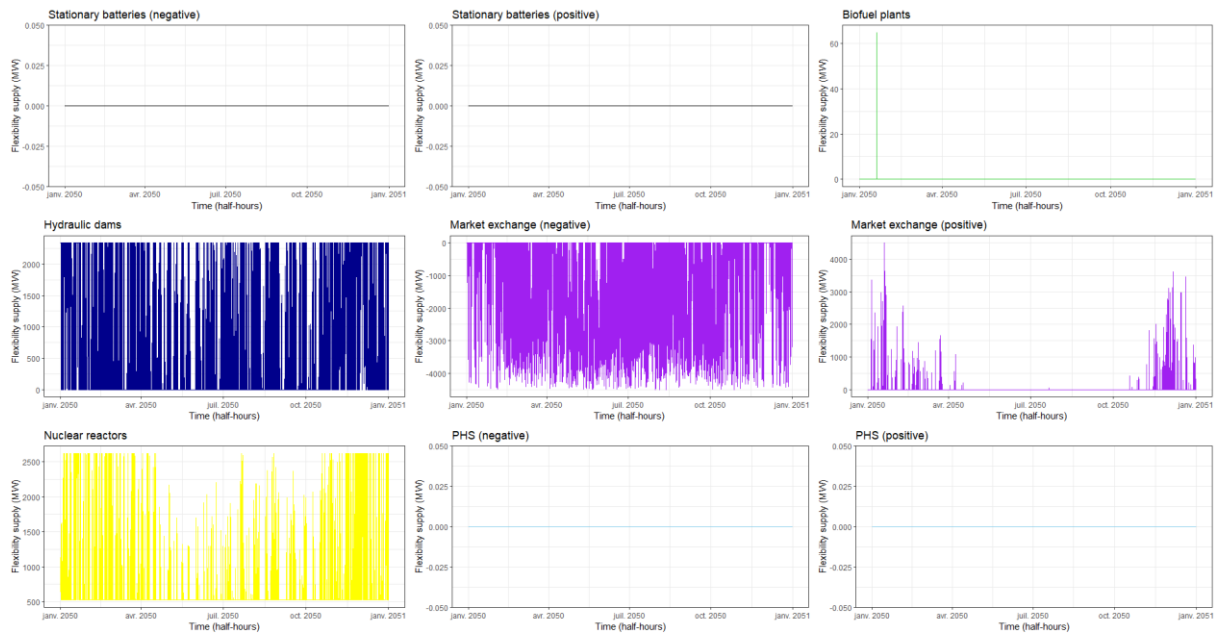 Stationary batteries (negative)
Flexibility supply (MW)
0.050
0.025
0.000
-0.025
-0.050
janv. 2050 avr. 2050 juil. 2050 oct. 2050 janv. 2051
Time (half-hours)
Stationary batteries (positive)
Flexibility supply (MW)
0.050
0.025
0.000
-0.025
-0.050
janv. 2050 avr. 2050 juil. 2050 oct. 2050 janv. 2051
Time (half-hours)
Biofuel plants
Flexibility supply (MW)
60
40
20
0
janv. 2050 avr. 2050 juil. 2050 oct. 2050 janv. 2051
Time (half-hours)
Hydraulic dams
Flexibility supply (MW)
2000
1500
1000
500
0
janv. 2050 avr. 2050 juil. 2050 oct. 2050 janv. 2051
Time (half-hours)
Market exchange (negative)
Flexibility supply (MW)
0
-1000
-2000
-3000
-4000
janv. 2050 avr. 2050 juil. 2050 oct. 2050 janv. 2051
Time (half-hours)
Market exchange (positive)
Flexibility supply (MW)
4000
3000
2000
1000
0
janv. 2050 avr. 2050 juil. 2050 oct. 2050 janv. 2051
Time (half-hours)
Nuclear reactors
Flexibility supply (MW)
2500
2000
1500
1000
500
janv. 2050 avr. 2050 juil. 2050 oct. 2050 janv. 2051
Time (half-hours)
PHS (negative)
Flexibility supply (MW)
0.050
0.025
0.000
-0.025
-0.050
janv. 2050 avr. 2050 juil. 2050 oct. 2050 janv. 2051
Time (half-hours)
PHS (positive)
Flexibility supply (MW)
0.050
0.025
0.000
-0.025
-0.050
janv. 2050 avr. 2050 juil. 2050 oct. 2050 janv. 2051
Time (half-hours)